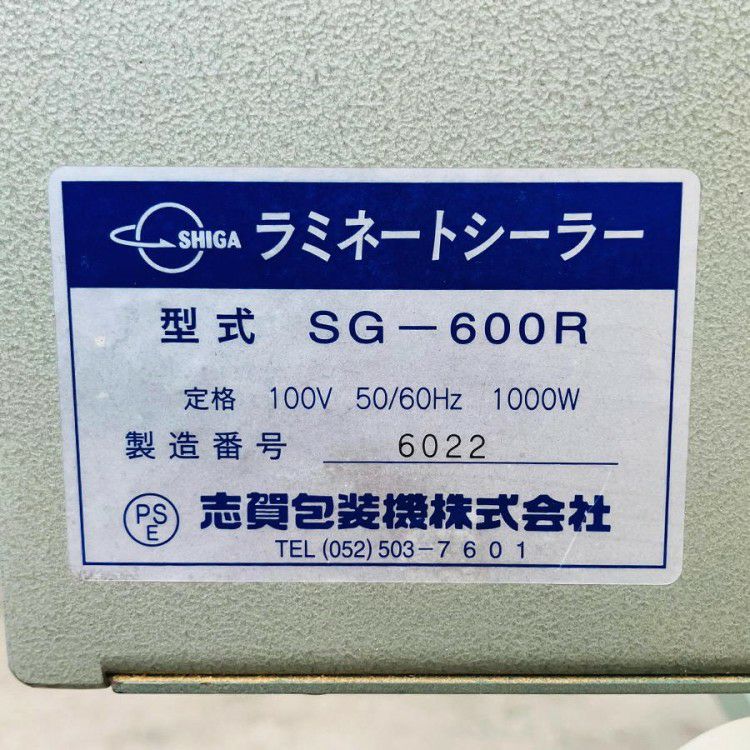 SHIGA ラミネートシーラー
型式 SG－600R
定格 100V 50/60Hz 1000W
製造番号 6022
PSE 志賀包装機株式会社
TEL (052) 503－7601